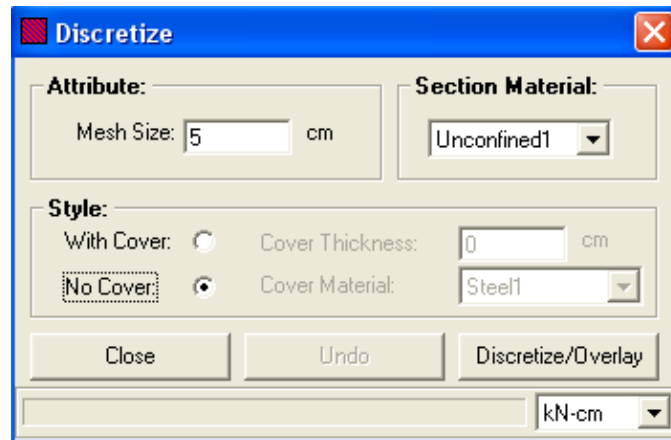 Discretize
Attribute:
Mesh Size: 5 cm
Section Material:
Unconfined1
Style:
With Cover: Cover Thickness: 0 cm
No Cover: Cover Material: Steel1
Close Undo Discretize/Overlay
kN-cm